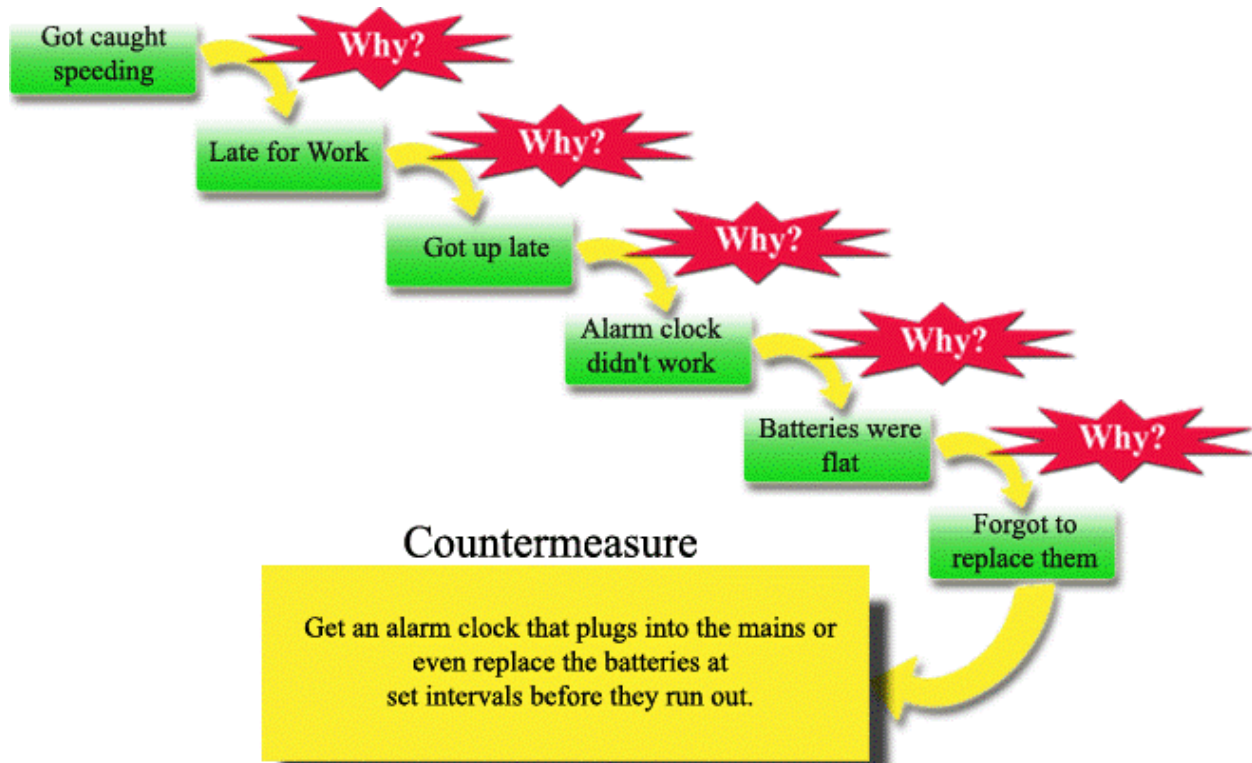 Got caught
speeding
Why?
Late for Work
Why?
Got up late
Why?
Alarm clock
didn't work
Why?
Batteries were
flat
Why?
Forgot to
replace them
Countermeasure
Get an alarm clock that plugs into the mains or
even replace the batteries at
set intervals before they run out.